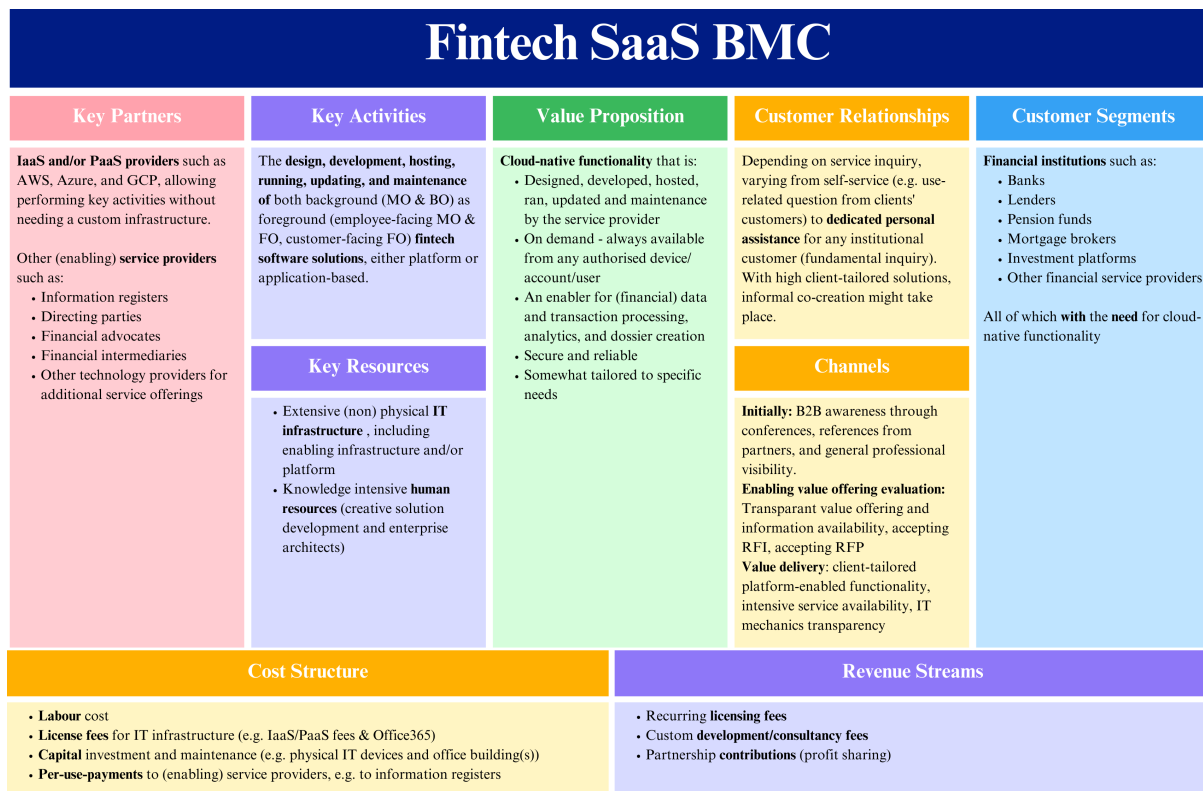 Fintech SaaS BMC
Key Partners
IaaS and/or PaaS providers such as
AWS, Azure, and GCP, allowing
performing key activities without
needing a custom infrastructure.
Other (enabling) service providers
such as:
• Information registers
• Directing parties
• Financial advocates
• Financial intermediaries
• Other technology providers for
additional service offerings
Key Activities
The design, development, hosting,
running, updating, and maintenance
of both background (MO & BO) as
foreground (employee-facing MO &
FO, customer-facing FO) fintech
software solutions, either platform or
application-based.
Key Resources
• Extensive (non) physical IT
infrastructure , including
enabling infrastructure and/or
platform
• Knowledge intensive human
resources (creative solution
development and enterprise
architects)
Value Proposition
Cloud-native functionality that is:
• Designed, developed, hosted,
ran, updated and maintenance
by the service provider
• On demand - always available
from any authorised device/
account/user
• An enabler for (financial) data
and transaction processing,
analytics, and dossier creation
• Secure and reliable
• Somewhat tailored to specific
needs
Customer Relationships
Depending on service inquiry,
varying from self-service (e.g. use-
related question from clients'
customers) to dedicated personal
assistance for any institutional
customer (fundamental inquiry).
With high client-tailored solutions,
informal co-creation might take
place.
Channels
Initially: B2B awareness through
conferences, references from
partners, and general professional
visibility.
Enabling value offering evaluation:
Transparant value offering and
information availability, accepting
RFI, accepting RFP
Value delivery: client-tailored
platform-enabled functionality,
intensive service availability, IT
mechanics transparency
Customer Segments
Financial institutions such as:
• Banks
• Lenders
• Pension funds
• Mortgage brokers
• Investment platforms
• Other financial service providers
All of which with the need for cloud-
native functionality
Cost Structure
• Labour cost
• License fees for IT infrastructure (e.g. IaaS/PaaS fees & Office365)
• Capital investment and maintenance (e.g. physical IT devices and office building(s))
• Per-use-payments to (enabling) service providers, e.g. to information registers
Revenue Streams
• Recurring licensing fees
• Custom development/consultancy fees
• Partnership contributions (profit sharing)